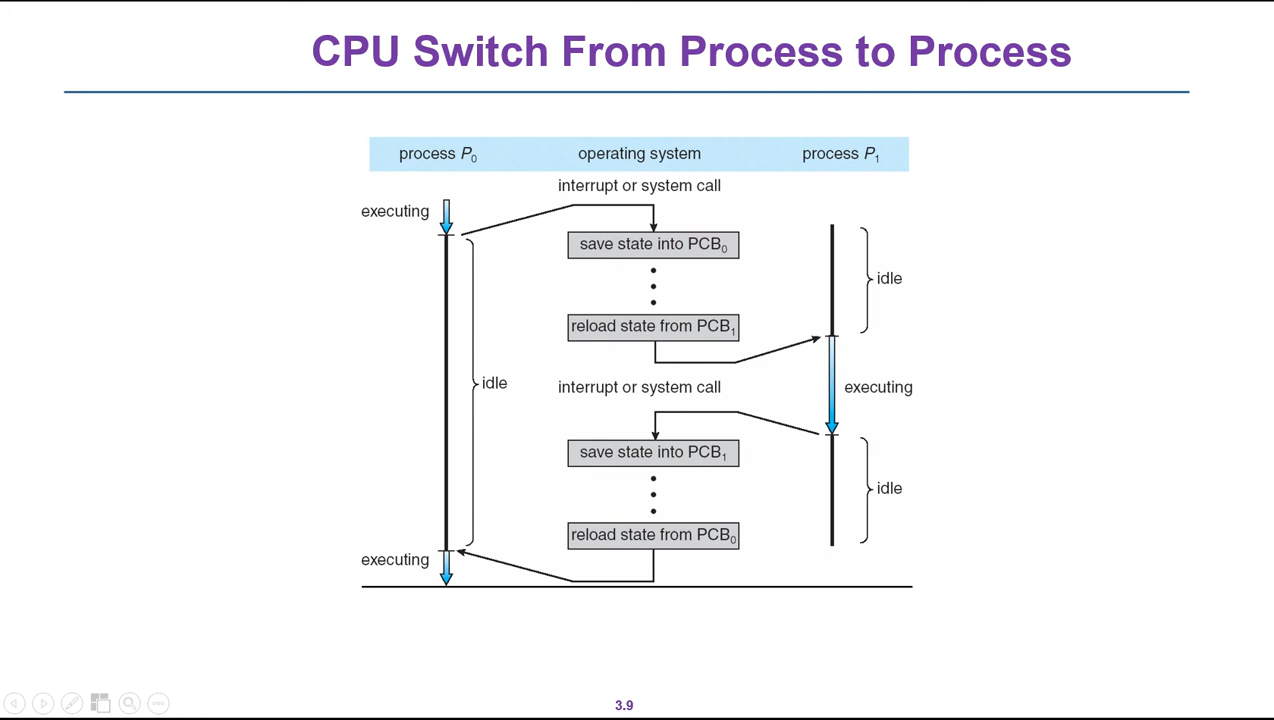 CPU Switch From Process to Process
process P0 operating system process P1
interrupt or system call
executing
save state into PCB0
idle
reload state from PCB1
idle
interrupt or system call
executing
save state into PCB1
idle
reload state from PCB0
executing
3.9